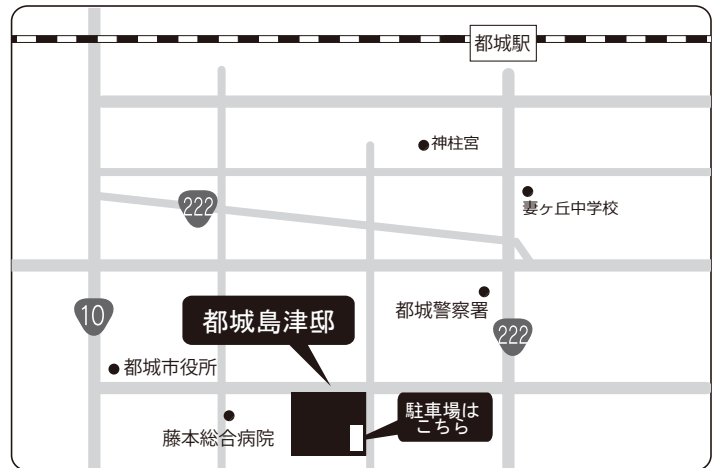 都城駅
神柱宮
222
妻ヶ丘中学校
都城警察署
10
都城島津邸
222
都城市役所
駐車場は
こちら
藤本総合病院